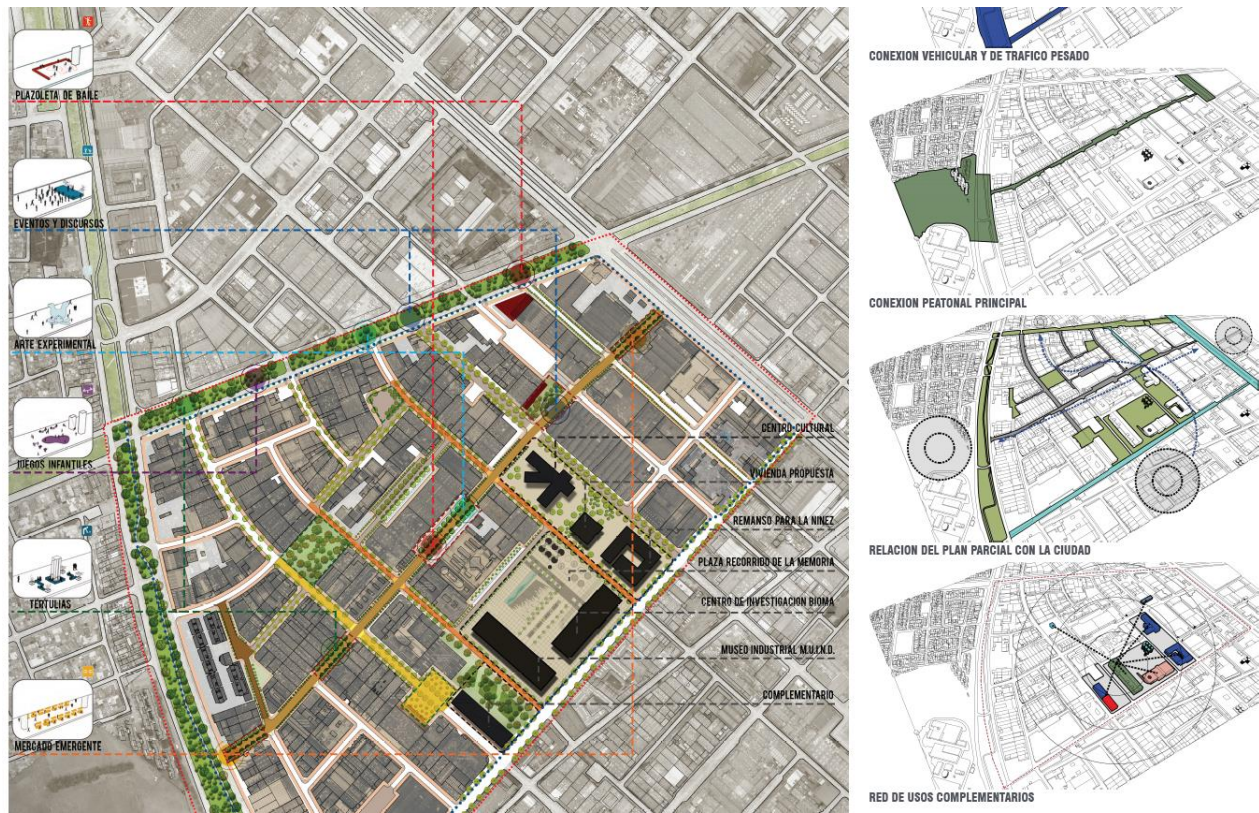 PLAZOLETA DE BAILE
EVENTOS Y DISCURSOS
ARTE EXPERIMENTAL
JUEGOS INFANTILES
TERTULIAS
MERCADO EMERGENTE
CENTRO CULTURAL
VIVIENDA PROPUESTA
REMANSO PARA LA NINEZ
PLAZA RECORRIDO DE LA MEMORIA
CENTRO DE INVESTIGACION BIOMA
MUSEO INDUSTRIAL M.U.I.N.D.
COMPLEMENTARIO
CONEXION VEHICULAR Y DE TRAFICO PESADO
CONEXION PEATONAL PRINCIPAL
RELACION DEL PLAN PARCIAL CON LA CIUDAD
RED DE USOS COMPLEMENTARIOS